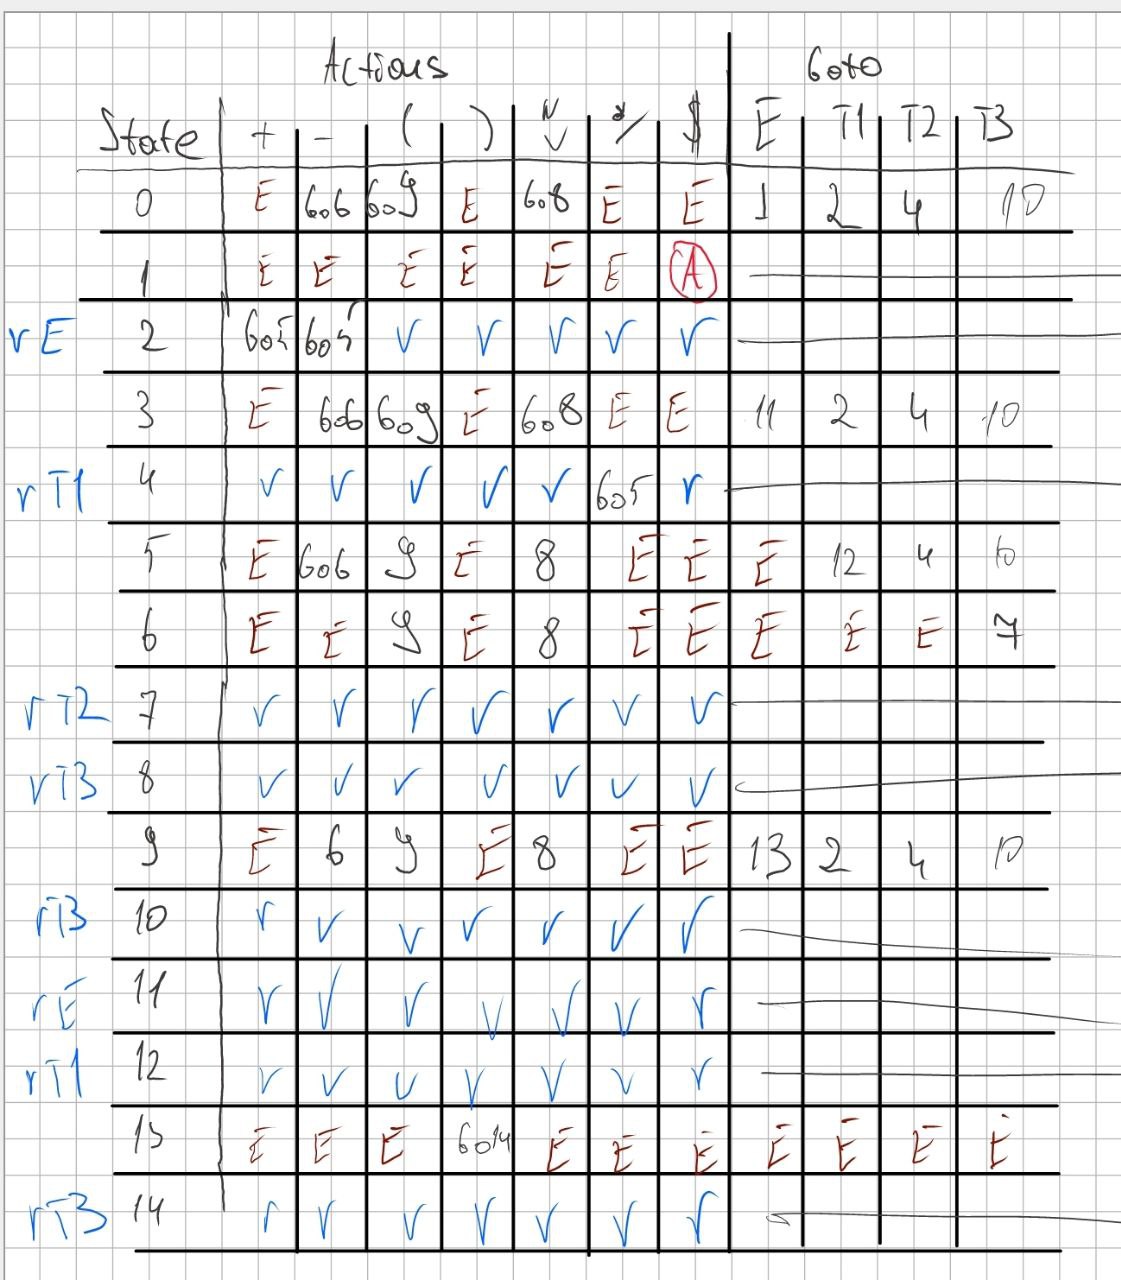 Actions Goto
State + - ( ) N V */ $ E T1 T2 T3
0 E Go6 Go9 E Go8 E E 1 2 4 10
1 E E E E E E A
rE 2 Go5 Go5 r r r r r
3 E Go6 Go9 E Go8 E E 11 2 4 10
rT1 4 r r r r r Go5 r
5 E Go6 9 E 8 E E E 12 4 10
6 E E 9 E 8 E E E E E 7
rT2 7 r r r r r r r
rT3 8 r r r r r r r
9 E 6 9 E 8 E E 13 2 4 10
rT3 10 r r r r r r r
rE 11 r r r r r r r
rT1 12 r r r r r r r
13 E E E Go14 E E E E E E E
rT3 14 r r r r r r r